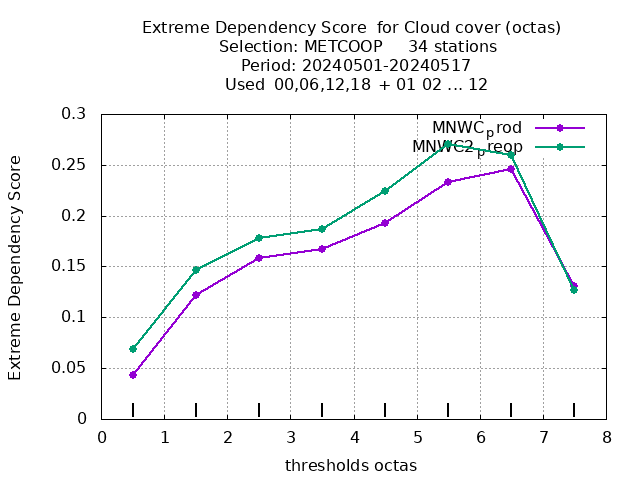 Extreme Dependency Score  for Cloud cover (octas)
Selection: METCOOP     34 stations
Period: 20240501-20240517
Used  00,06,12,18 + 01 02 ... 12
Extreme Dependency Score
0.3
0.25
0.2
0.15
0.1
0.05
0
MNWC_prod
MNWC2_preop
0 1 2 3 4 5 6 7 8
thresholds octas